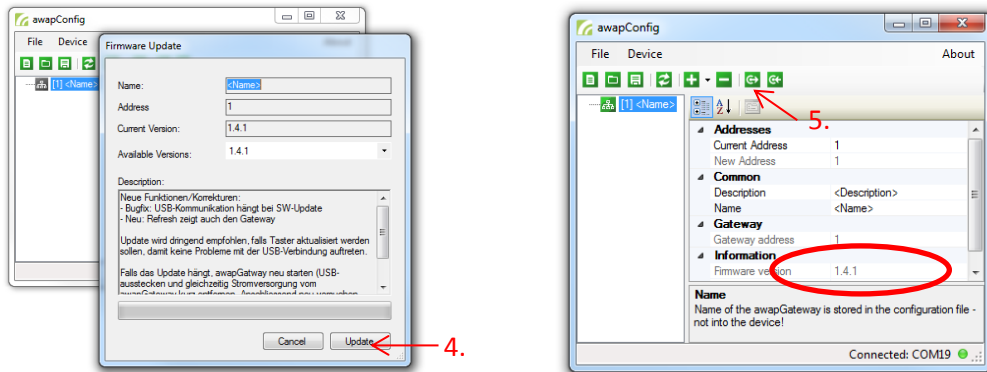 awapConfig
File Device
[1] <Name>
Firmware Update
Name: <Name>
Address 1
Current Version: 1.4.1
Available Versions: 1.4.1
Description:
Neue Funktionen/Korrekturen:
- Bugfix: USB-Kommunikation hängt bei SW-Update
- Neu: Refresh zeigt auch den Gateway
Update wird dringend empfohlen, falls Taster aktualisiert werden
sollen, damit keine Probleme mit der USB-Verbindung auftreten.
Falls das Update hängt, awapGatway neu starten (USB-
ausstecken und gleichzeitig Stromversorgung vom
Cancel Update
4.
awapConfig
File Device About
[1] <Name>
5.
Addresses
Current Address 1
New Address 1
Common
Description <Description>
Name <Name>
Gateway
Gateway address 1
Information
Firmware version 1.4.1
Name
Name of the awapGateway is stored in the configuration file -
not into the device!
Connected: COM19